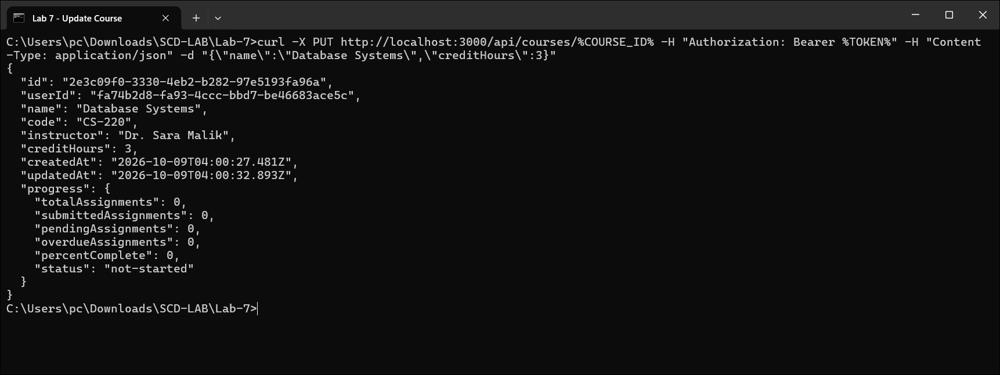 Lab 7 - Update Course
C:\Users\pc\Downloads\SCD-LAB\Lab-7>curl -X PUT http://localhost:3000/api/courses/%COURSE_ID% -H "Authorization: Bearer %TOKEN%" -H "Content
-Type: application/json" -d "{\"name\":\"Database Systems\",\"creditHours\":3}"
{
  "id": "2e3c09f0-3330-4eb2-b282-97e5193fa96a",
  "userId": "fa74b2d8-fa93-4ccc-bbd7-be46683ace5c",
  "name": "Database Systems",
  "code": "CS-220",
  "instructor": "Dr. Sara Malik",
  "creditHours": 3,
  "createdAt": "2026-10-09T04:00:27.481Z",
  "updatedAt": "2026-10-09T04:00:32.893Z",
  "progress": {
    "totalAssignments": 0,
    "submittedAssignments": 0,
    "pendingAssignments": 0,
    "overdueAssignments": 0,
    "percentComplete": 0,
    "status": "not-started"
  }
}
C:\Users\pc\Downloads\SCD-LAB\Lab-7>